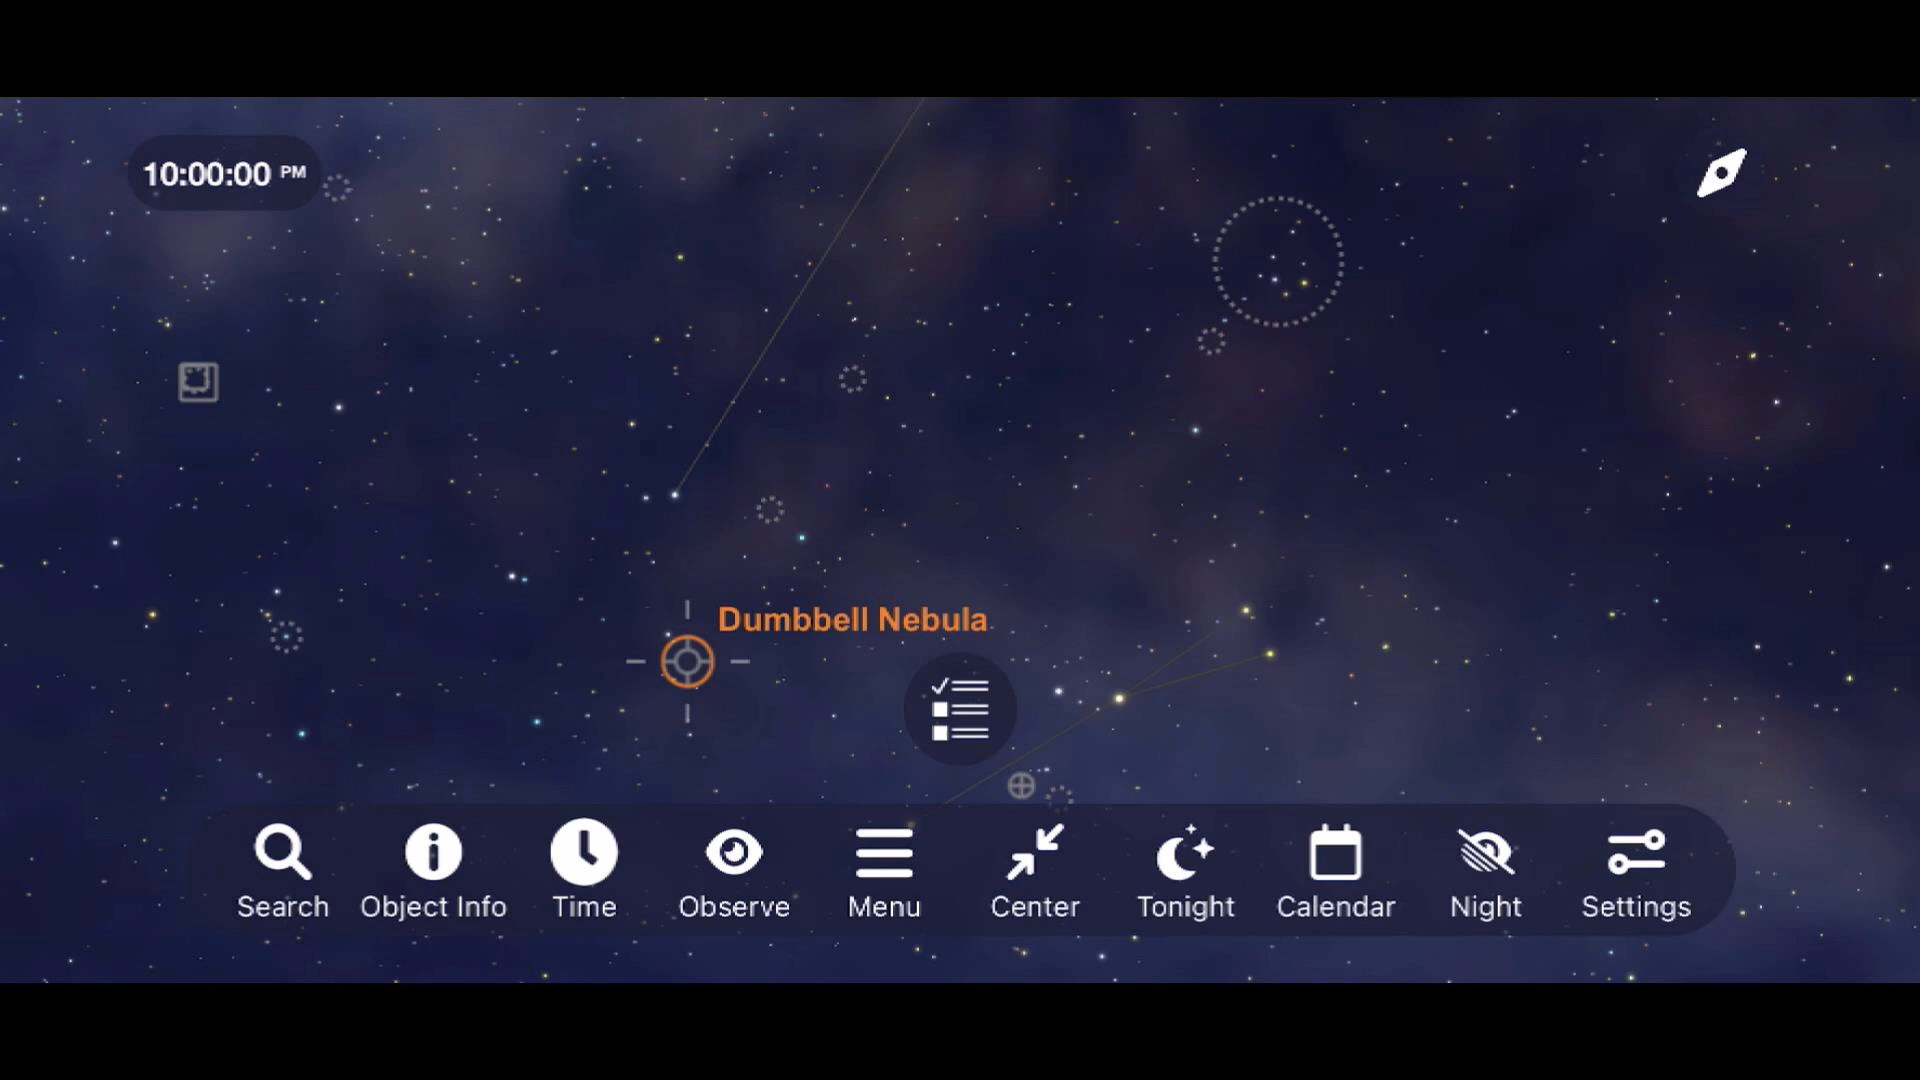 10:00:00 PM
Dumbbell Nebula
Search
Object Info
Time
Observe
Menu
Center
Tonight
Calendar
Night
Settings